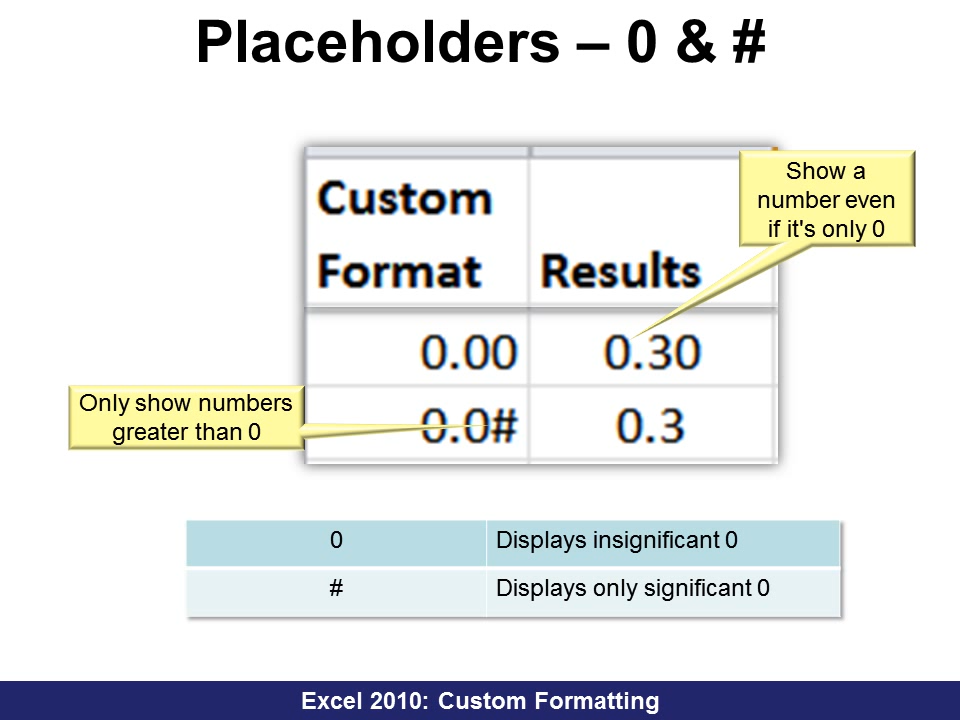 Placeholders – 0 & #
Show a
number even
if it's only 0
Custom
Format Results
0.00 0.30
Only show numbers
greater than 0
0.0# 0.3
0 Displays insignificant 0
# Displays only significant 0
Excel 2010: Custom Formatting